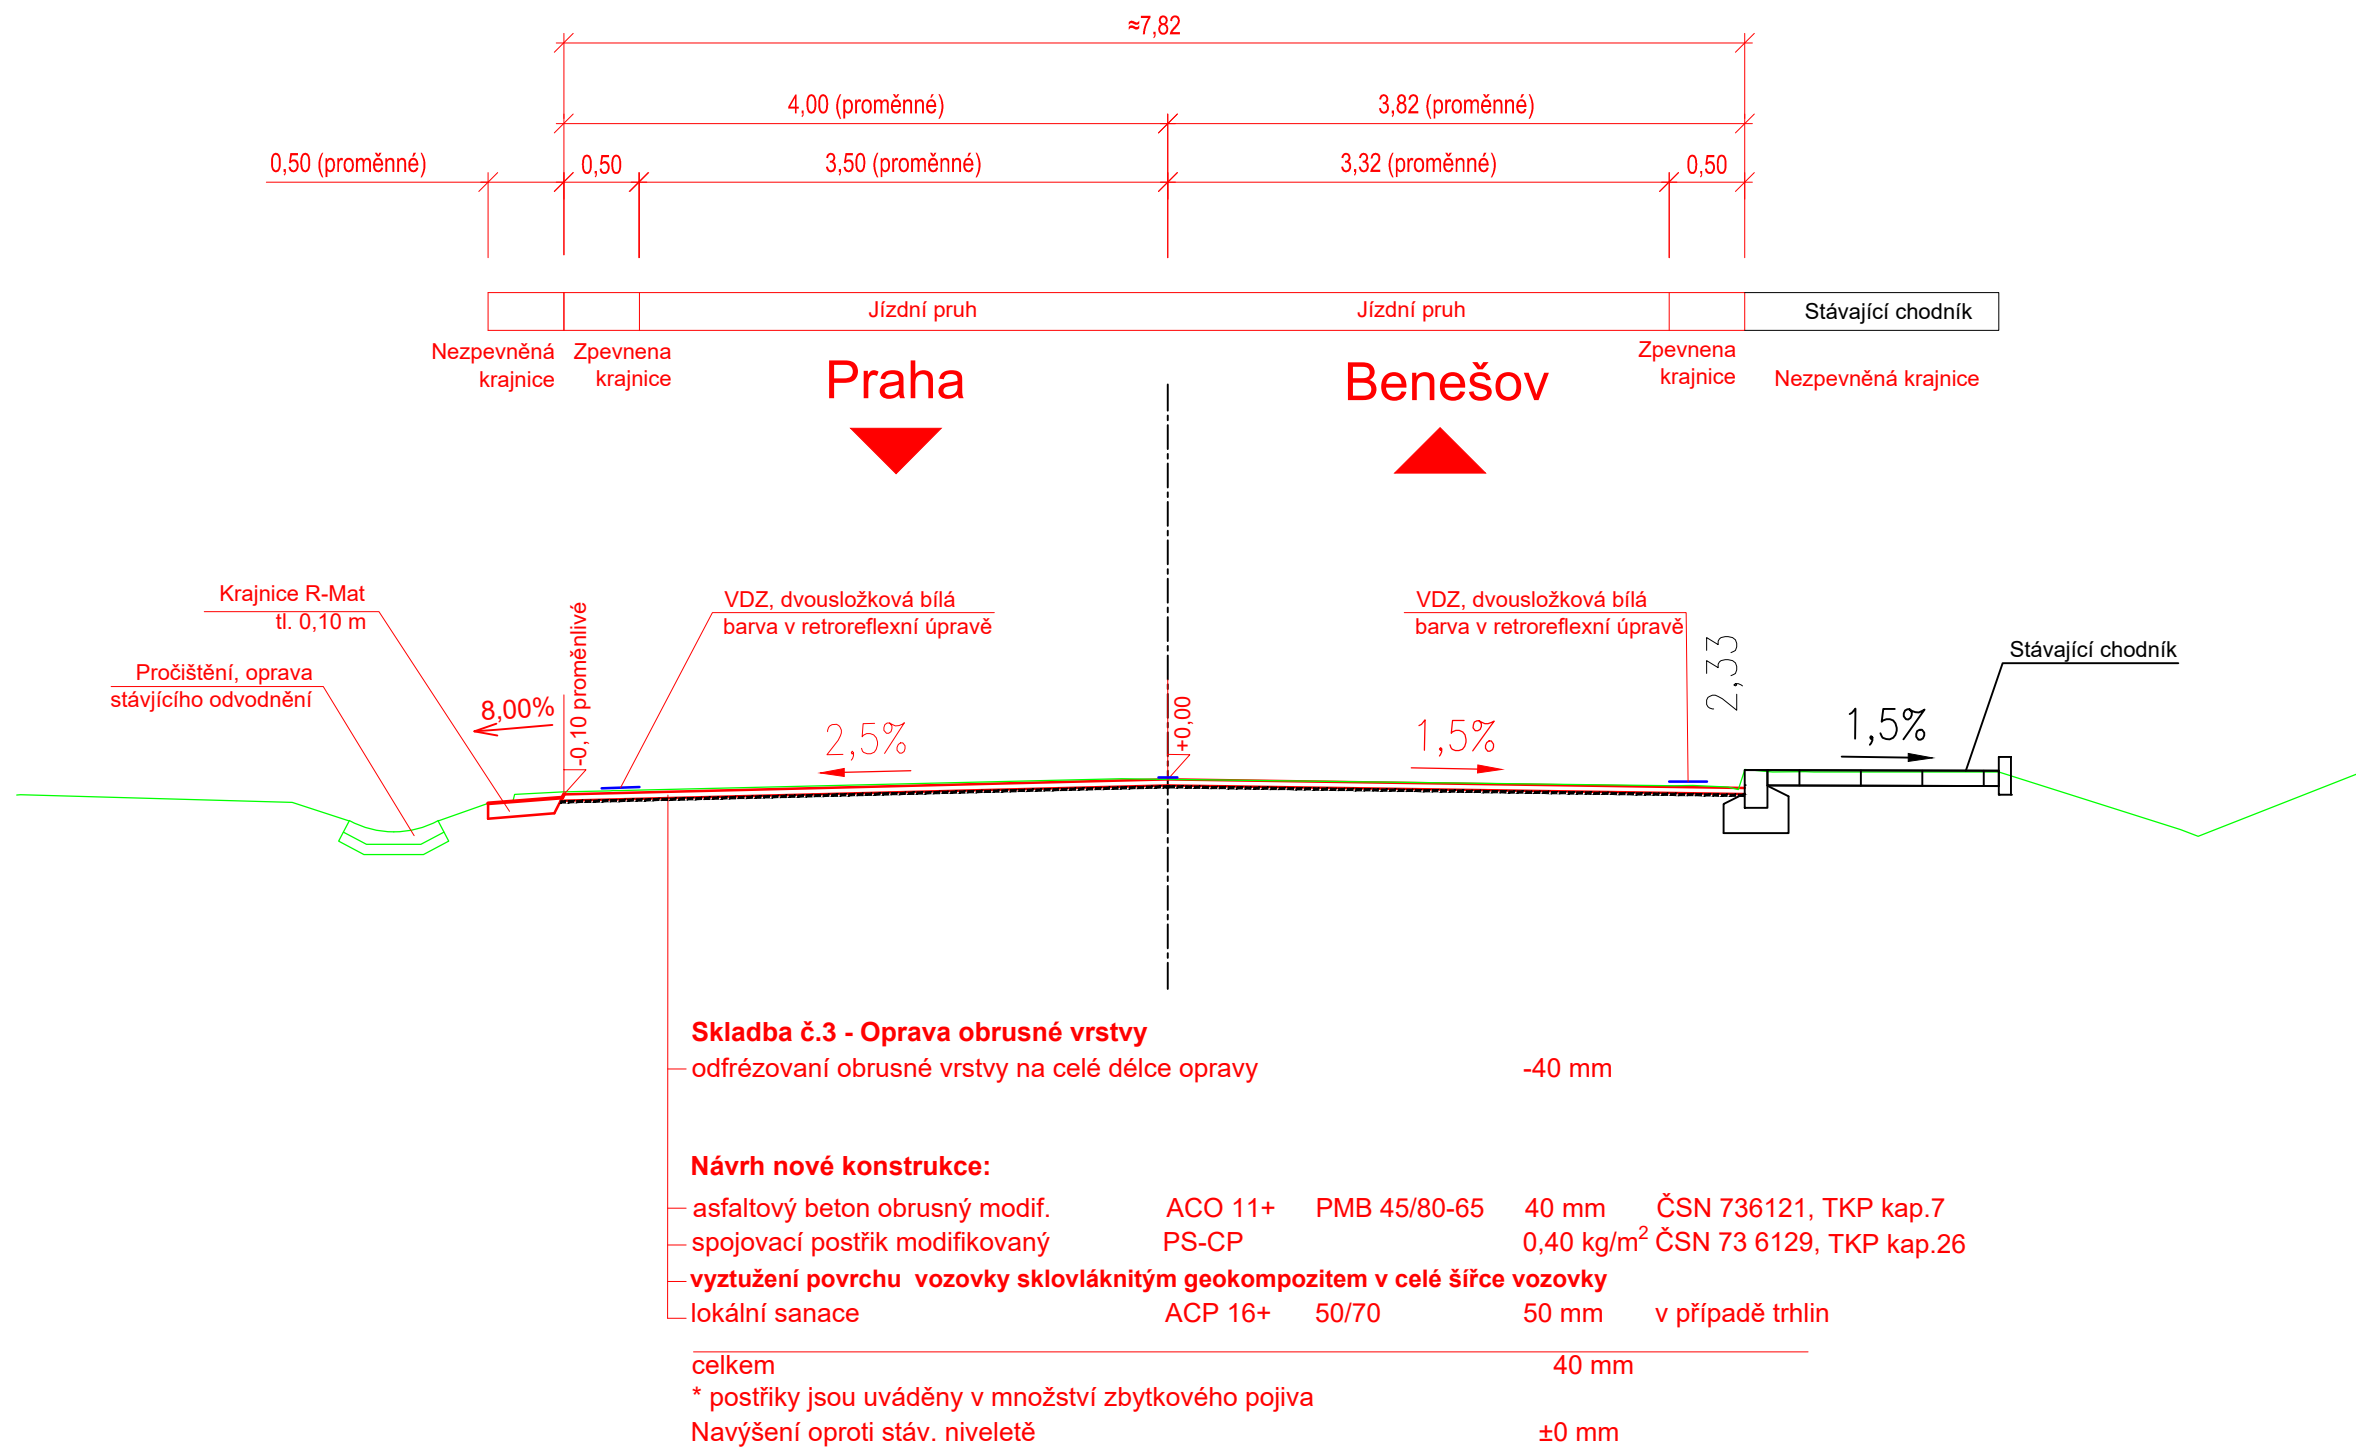 ≈7,82
4,00 (proměnné) 3,82 (proměnné)
0,50 (proměnné) 0,50 3,50 (proměnné) 3,32 (proměnné) 0,50
Jízdní pruh Jízdní pruh Stávající chodník
Nezpevněná
krajnice
Zpevnena
krajnice
Praha
Benešov
Zpevnena
krajnice
Nezpevněná krajnice
Krajnice R-Mat
tl. 0,10 m
Pročištění, oprava
stávjícího odvodnění
8,00%
-0,10 proměnlivé
VDZ, dvousložková bílá
barva v retroreflexní úpravě
2,5%
+0,00
1,5%
VDZ, dvousložková bílá
barva v retroreflexní úpravě
2,33
1,5%
Stávající chodník
Skladba č.3 - Oprava obrusné vrstvy
odfrézovaní obrusné vrstvy na celé délce opravy -40 mm
Návrh nové konstrukce:
asfaltový beton obrusný modif. ACO 11+ PMB 45/80-65 40 mm ČSN 736121, TKP kap.7
spojovací postřik modifikovaný PS-CP 0,40 kg/m² ČSN 73 6129, TKP kap.26
vyztužení povrchu vozovky sklovláknitým geokompozitem v celé šířce vozovky
lokální sanace ACP 16+ 50/70 50 mm v případě trhlin
celkem 40 mm
* postřiky jsou uváděny v množství zbytkového pojiva
Navýšení oproti stáv. niveletě ±0 mm